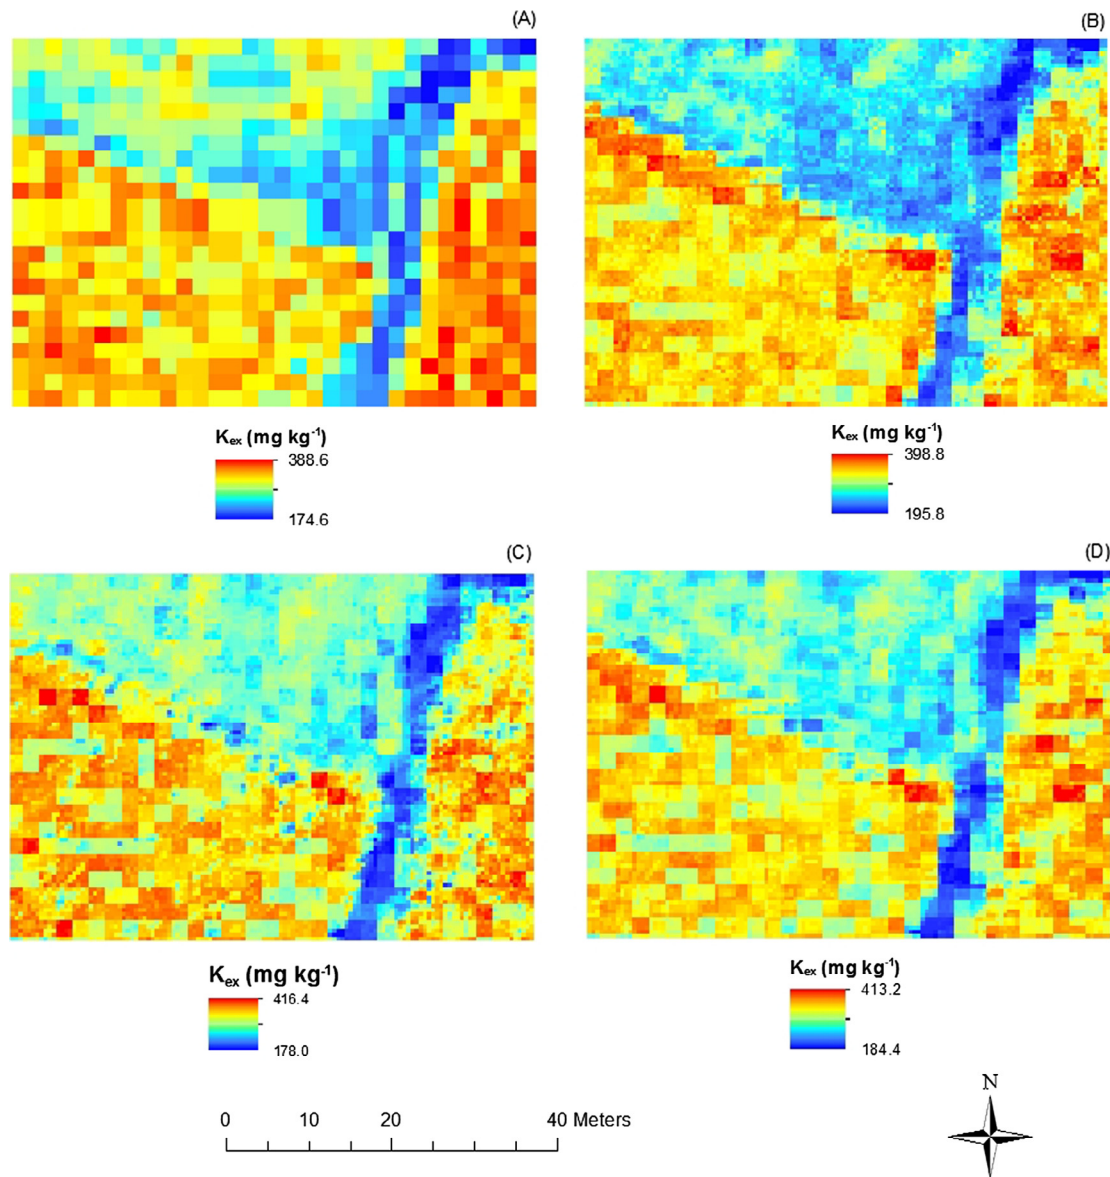 (A)
(B)
Kex (mg kg-1)
388.6
174.6
Kex (mg kg-1)
398.8
195.8
(C)
(D)
Kex (mg kg-1)
416.4
178.0
Kex (mg kg-1)
413.2
184.4
0 10 20 40 Meters
N